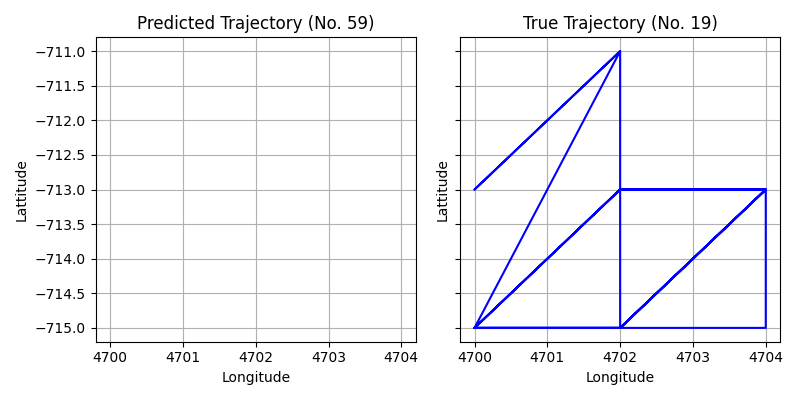 Predicted Trajectory (No. 59)
True Trajectory (No. 19)
−711.0
−711.5
−712.0
−712.5
−713.0
−713.5
−714.0
−714.5
−715.0
Lattitude
Lattitude
4700 4701 4702 4703 4704
4700 4701 4702 4703 4704
Longitude
Longitude